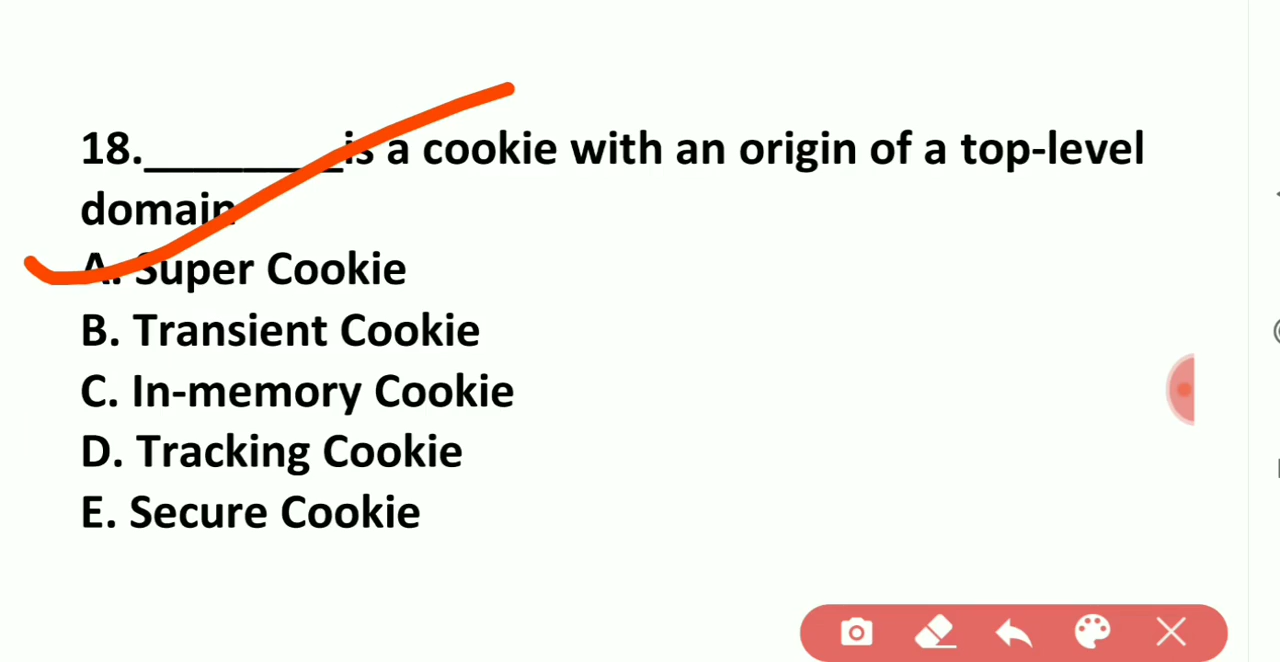 18.________is a cookie with an origin of a top-level
domain
A. Super Cookie
B. Transient Cookie
C. In-memory Cookie
D. Tracking Cookie
E. Secure Cookie